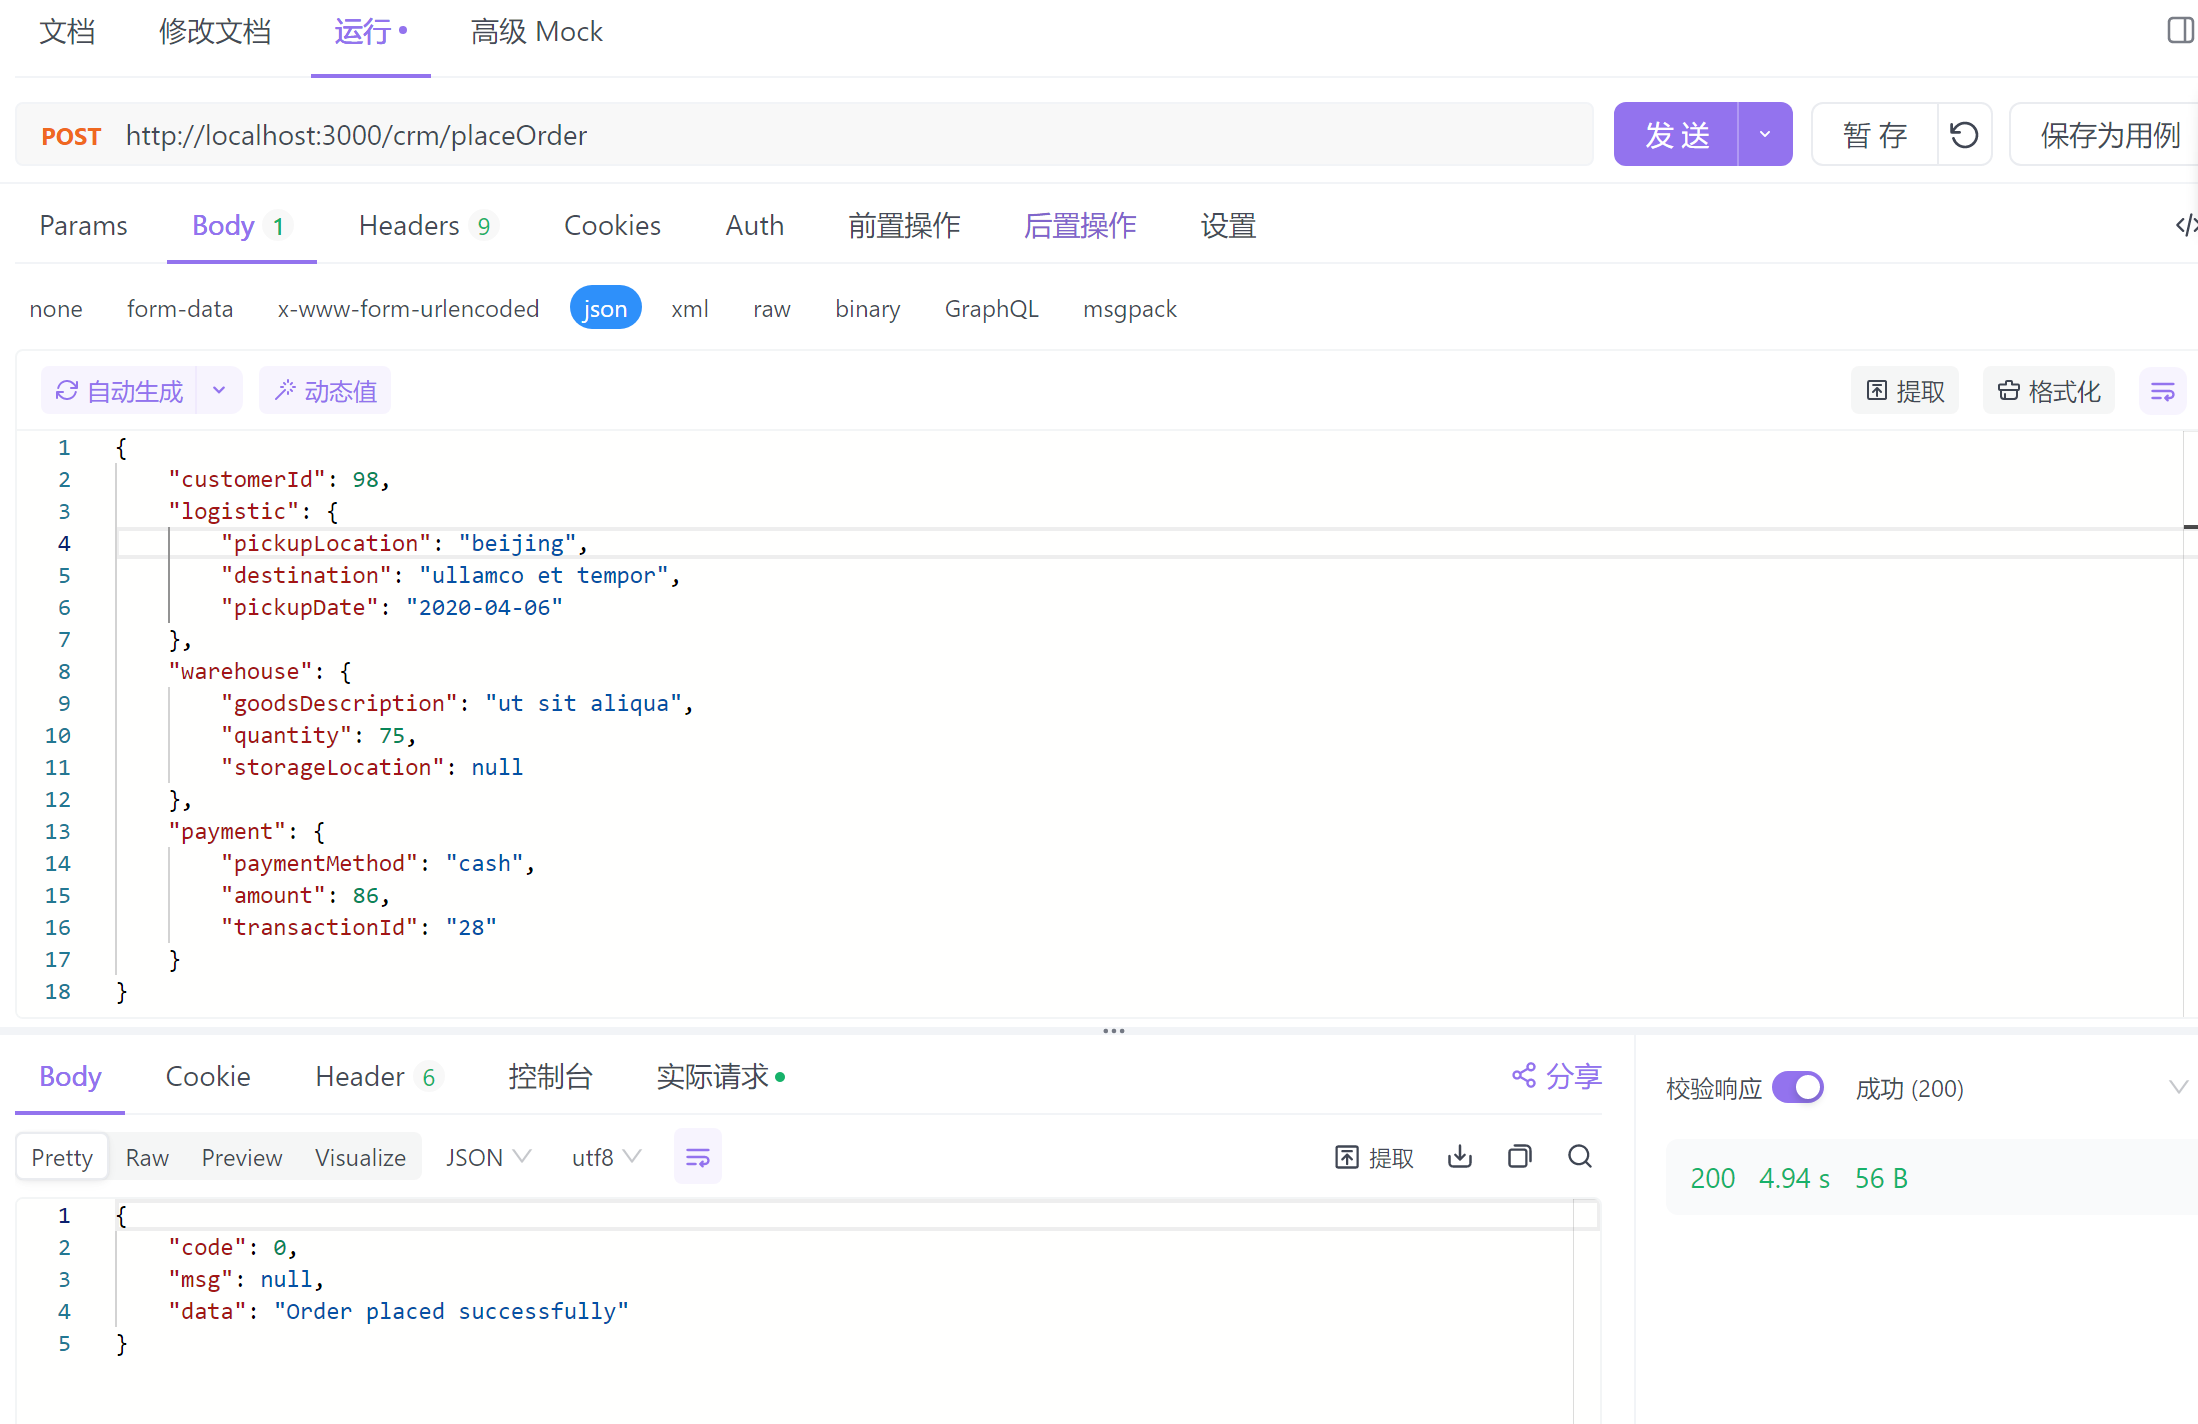 文档 修改文档 运行 高级 Mock
POST http://localhost:3000/crm/placeOrder 发 送 暂 存 保存为用例
Params Body 1 Headers 9 Cookies Auth 前置操作 后置操作 设置
none form-data x-www-form-urlencoded json xml raw binary GraphQL msgpack
自动生成 动态值 提取 格式化
1 {
2 "customerId": 98,
3 "logistic": {
4 "pickupLocation": "beijing",
5 "destination": "ullamco et tempor",
6 "pickupDate": "2020-04-06"
7 },
8 "warehouse": {
9 "goodsDescription": "ut sit aliqua",
10 "quantity": 75,
11 "storageLocation": null
12 },
13 "payment": {
14 "paymentMethod": "cash",
15 "amount": 86,
16 "transactionId": "28"
17 }
18 }
Body Cookie Header 6 控制台 实际请求 分享
校验响应 成功 (200)
Pretty Raw Preview Visualize JSON utf8 提取
200 4.94 s 56 B
1 {
2 "code": 0,
3 "msg": null,
4 "data": "Order placed successfully"
5 }